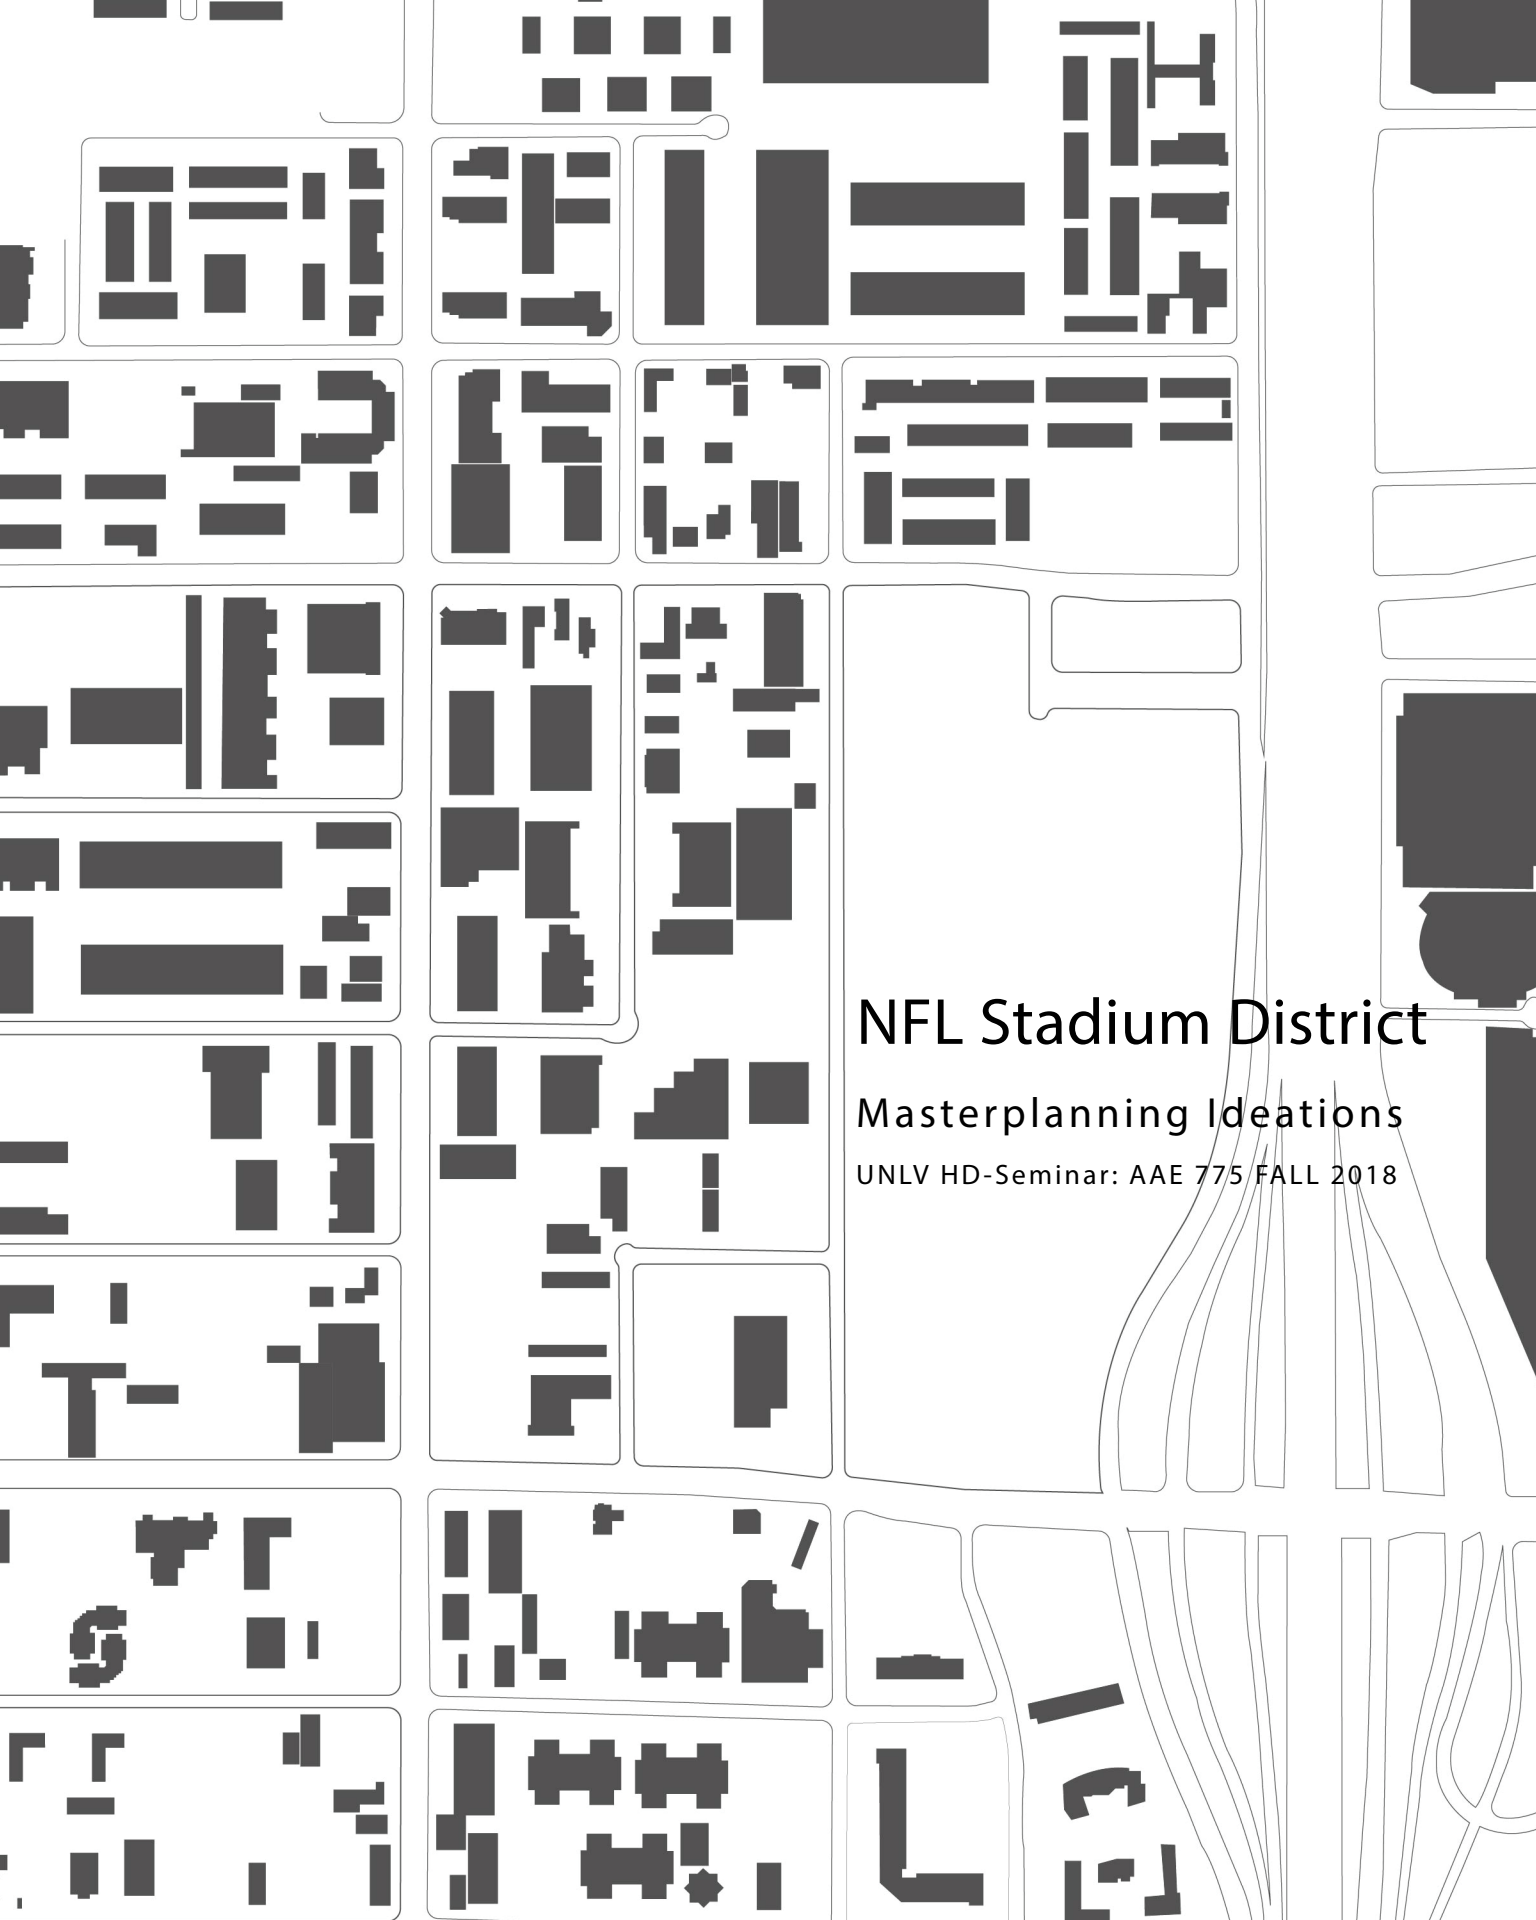 NFL Stadium District
Masterplanning Ideations
UNLV HD-Seminar: AAE 775 FALL 2018